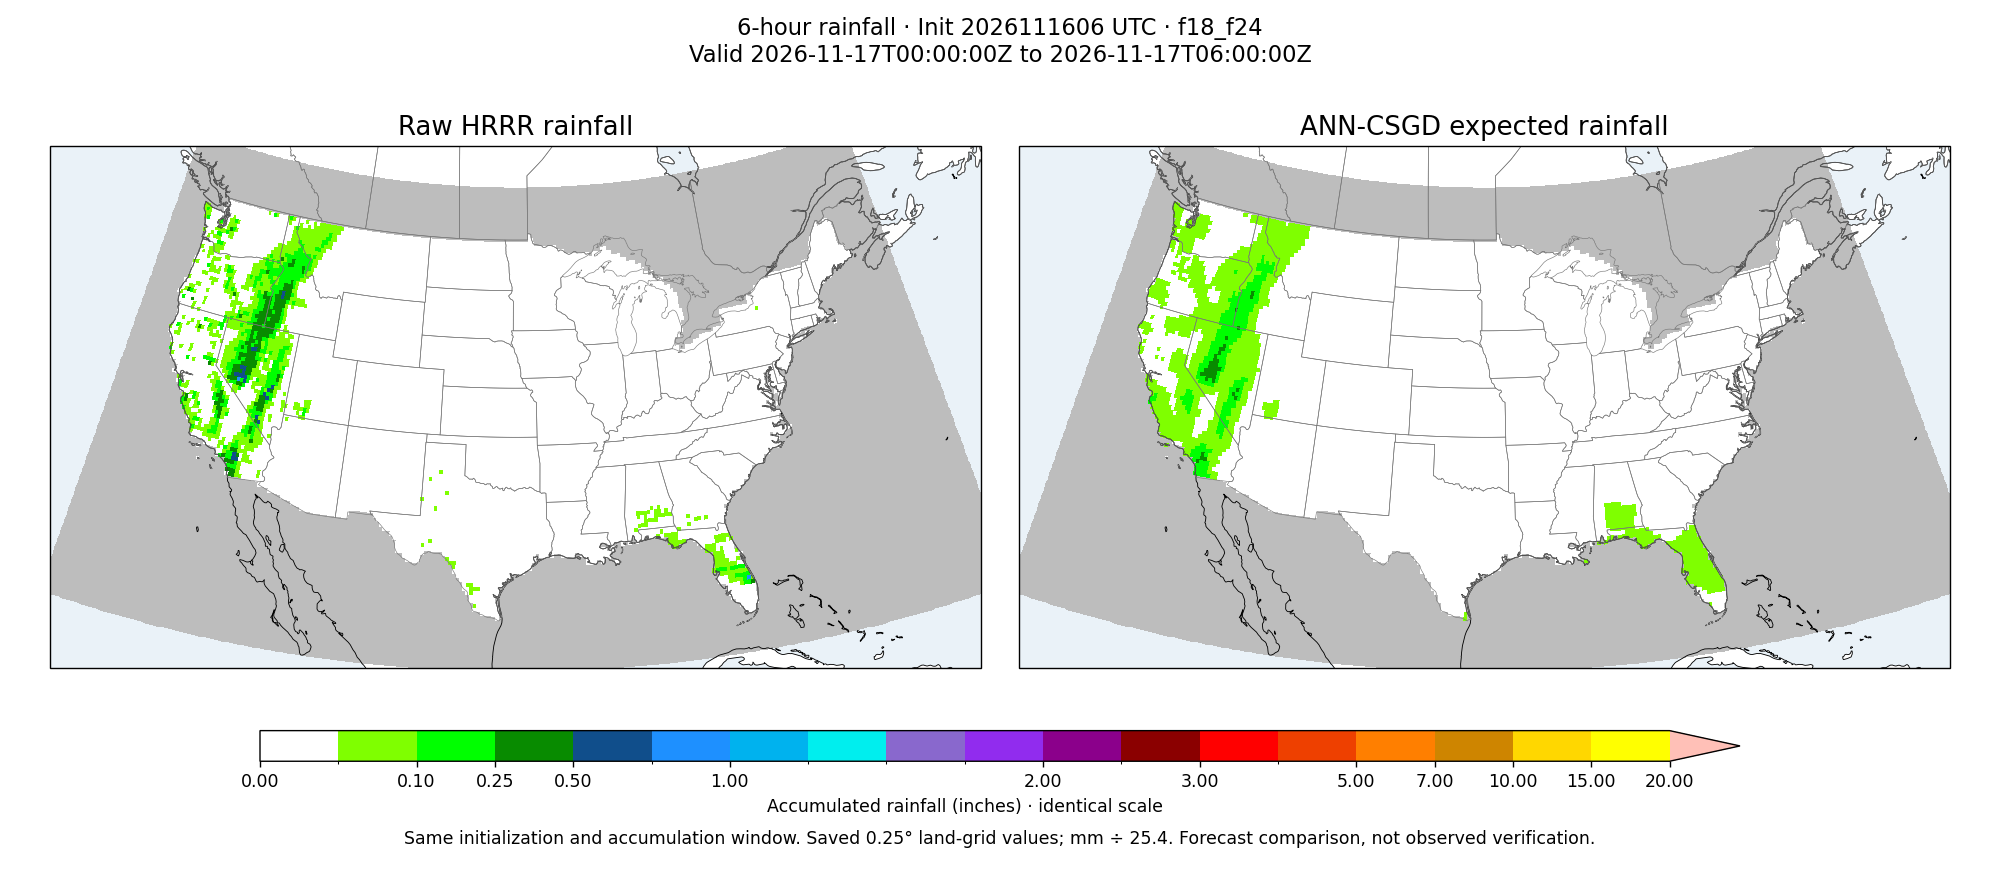 6-hour rainfall · Init 2026111606 UTC · f18_f24
Valid 2026-11-17T00:00:00Z to 2026-11-17T06:00:00Z
Raw HRRR rainfall
ANN-CSGD expected rainfall
0.00 0.10 0.25 0.50 1.00 2.00 3.00 5.00 7.00 10.00 15.00 20.00
Accumulated rainfall (inches) · identical scale
Same initialization and accumulation window. Saved 0.25° land-grid values; mm ÷ 25.4. Forecast comparison, not observed verification.